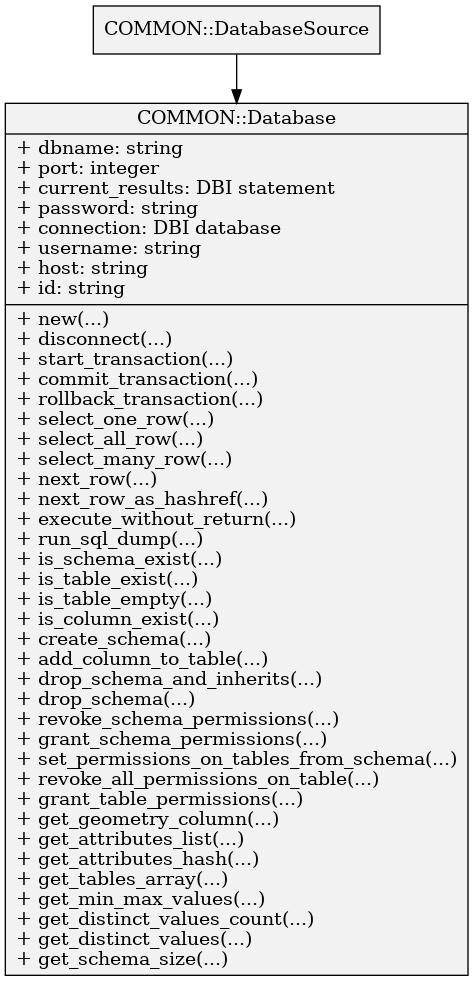 COMMON::DatabaseSource
COMMON::Database
+ dbname: string
+ port: integer
+ current_results: DBI statement
+ password: string
+ connection: DBI database
+ username: string
+ host: string
+ id: string
+ new(...)
+ disconnect(...)
+ start_transaction(...)
+ commit_transaction(...)
+ rollback_transaction(...)
+ select_one_row(...)
+ select_all_row(...)
+ select_many_row(...)
+ next_row(...)
+ next_row_as_hashref(...)
+ execute_without_return(...)
+ run_sql_dump(...)
+ is_schema_exist(...)
+ is_table_exist(...)
+ is_table_empty(...)
+ is_column_exist(...)
+ create_schema(...)
+ add_column_to_table(...)
+ drop_schema_and_inherits(...)
+ drop_schema(...)
+ revoke_schema_permissions(...)
+ grant_schema_permissions(...)
+ set_permissions_on_tables_from_schema(...)
+ revoke_all_permissions_on_table(...)
+ grant_table_permissions(...)
+ get_geometry_column(...)
+ get_attributes_list(...)
+ get_attributes_hash(...)
+ get_tables_array(...)
+ get_min_max_values(...)
+ get_distinct_values_count(...)
+ get_distinct_values(...)
+ get_schema_size(...)